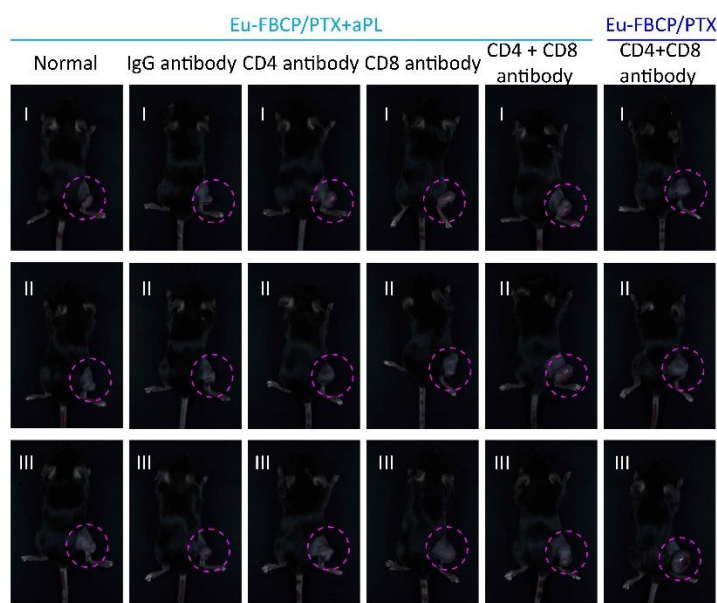 Eu-FBCP/PTX+aPL Eu-FBCP/PTX
Normal IgG antibody CD4 antibody CD8 antibody CD4 + CD8 antibody CD4+CD8 antibody
I I I I I I
II II II II II II
III III III III III III